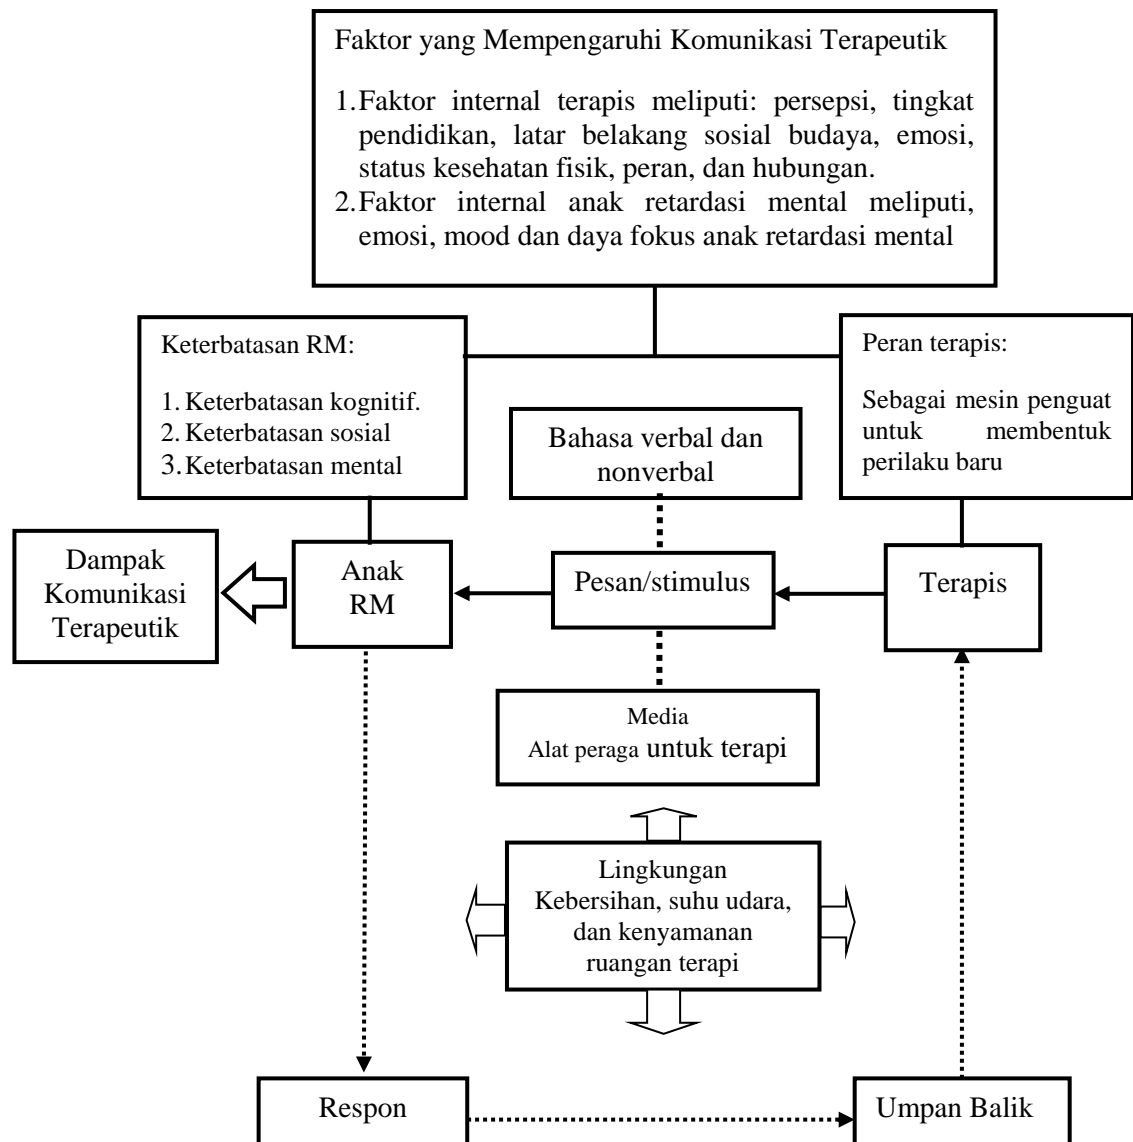 Faktor yang Mempengaruhi Komunikasi Terapeutik
1.Faktor internal terapis meliputi: persepsi, tingkat
pendidikan, latar belakang sosial budaya, emosi,
status kesehatan fisik, peran, dan hubungan.
2.Faktor internal anak retardasi mental meliputi,
emosi, mood dan daya fokus anak retardasi mental
Keterbatasan RM:
1. Keterbatasan kognitif.
2. Keterbatasan sosial
3. Keterbatasan mental
Bahasa verbal dan
nonverbal
Peran terapis:
Sebagai mesin penguat
untuk membentuk
perilaku baru
Dampak
Komunikasi
Terapeutik
Anak
RM
Pesan/stimulus
Terapis
Media
Alat peraga untuk terapi
Lingkungan
Kebersihan, suhu udara,
dan kenyamanan
ruangan terapi
Respon
Umpan Balik